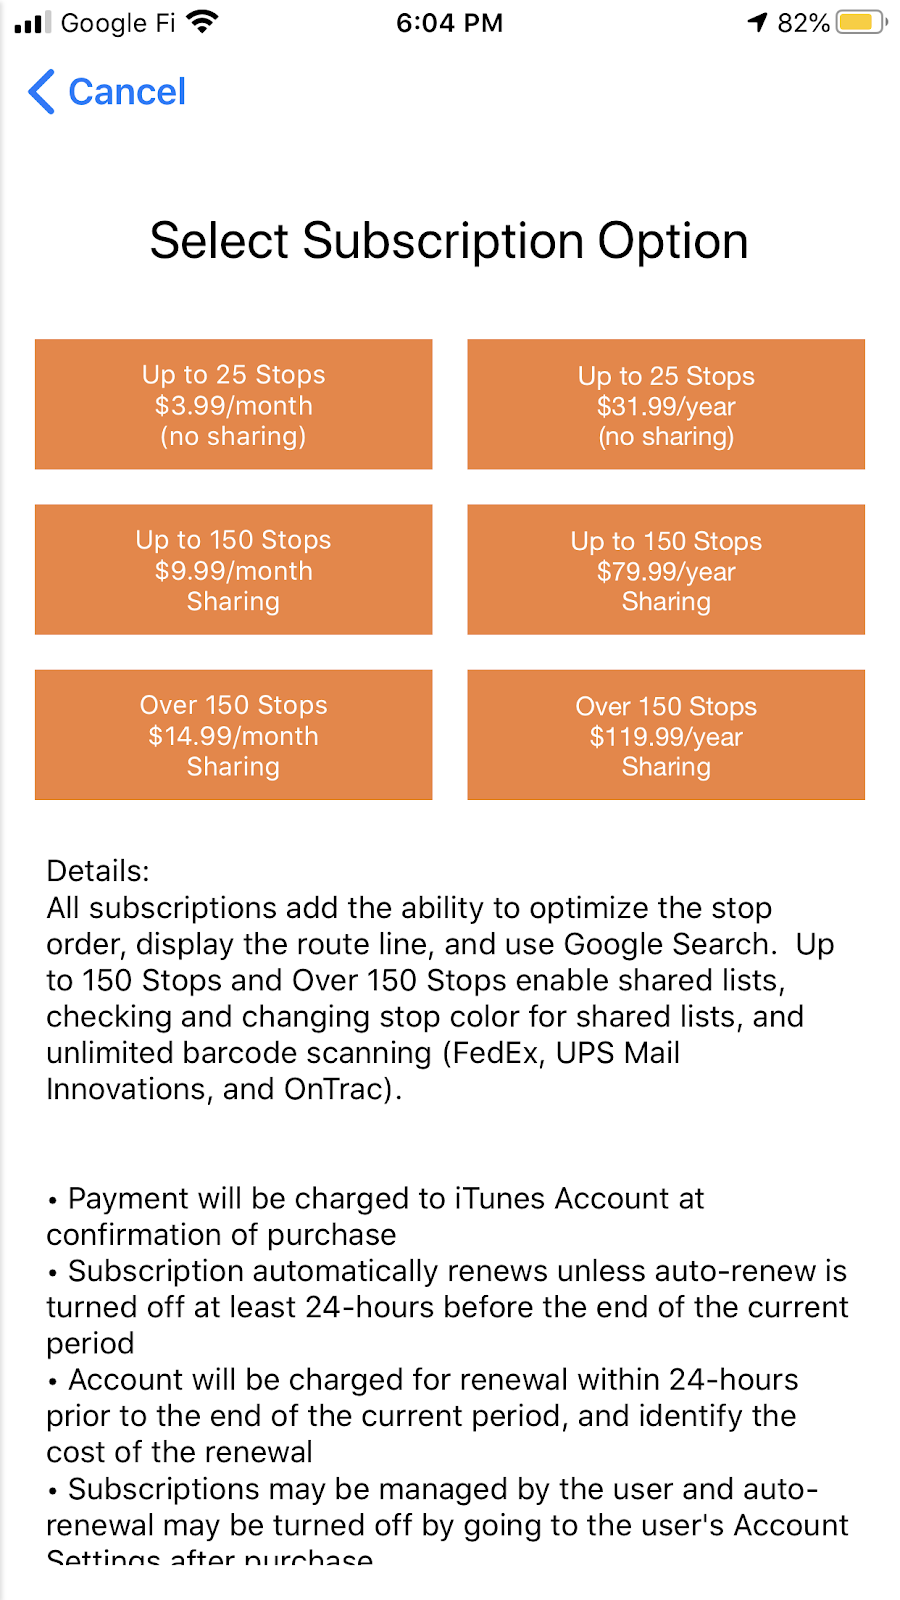 Google Fi 6:04 PM 82%
Cancel
Select Subscription Option
Up to 25 Stops
$3.99/month
(no sharing)
Up to 25 Stops
$31.99/year
(no sharing)
Up to 150 Stops
$9.99/month
Sharing
Up to 150 Stops
$79.99/year
Sharing
Over 150 Stops
$14.99/month
Sharing
Over 150 Stops
$119.99/year
Sharing
Details:
All subscriptions add the ability to optimize the stop
order, display the route line, and use Google Search.  Up
to 150 Stops and Over 150 Stops enable shared lists,
checking and changing stop color for shared lists, and
unlimited barcode scanning (FedEx, UPS Mail
Innovations, and OnTrac).
• Payment will be charged to iTunes Account at
confirmation of purchase
• Subscription automatically renews unless auto-renew is
turned off at least 24-hours before the end of the current
period
• Account will be charged for renewal within 24-hours
prior to the end of the current period, and identify the
cost of the renewal
• Subscriptions may be managed by the user and auto-
renewal may be turned off by going to the user's Account
Settings after purchase